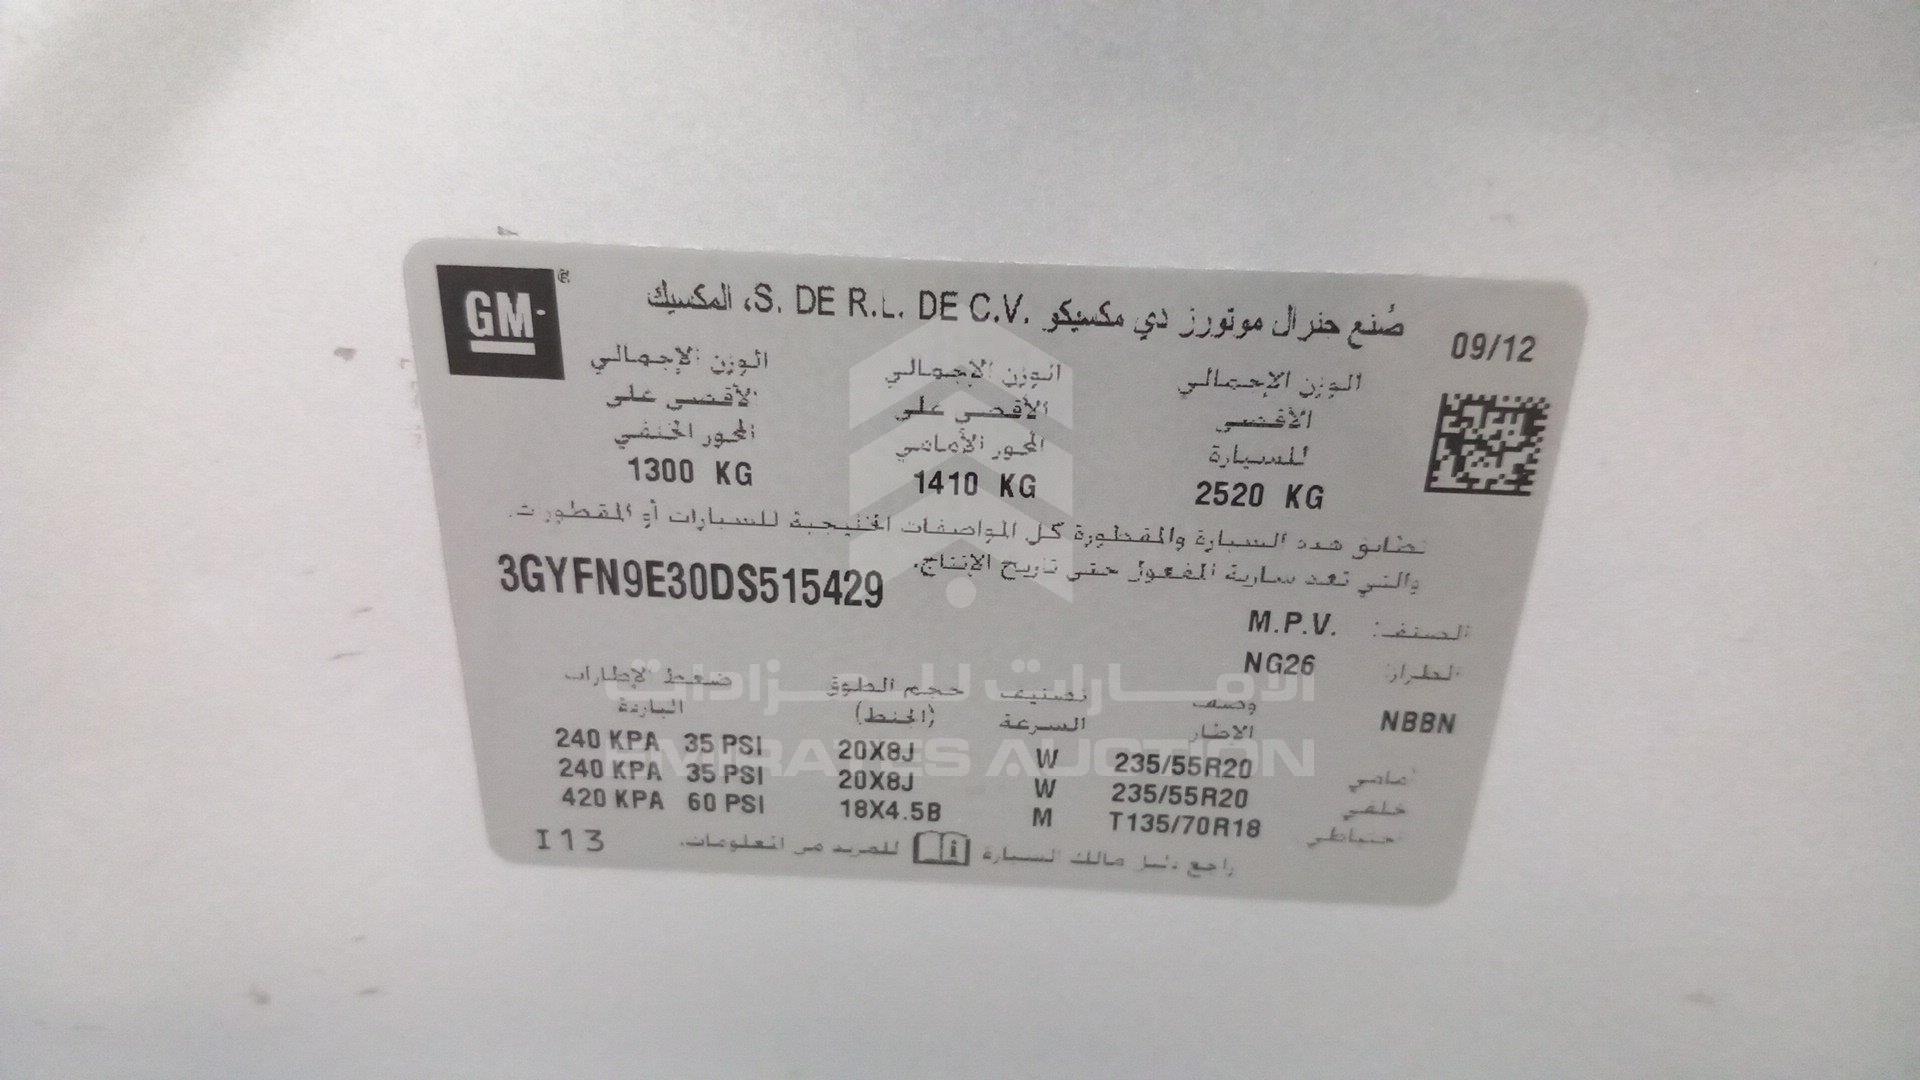 GM
صُنع جنرال موتورز دي مكسيكو .S. DE R.L. DE C.V، المكسيك
09/12
الوزن الإجمالي الأقصى للسيارة
2520 KG
الوزن الإجمالي الأقصى على المحور الأمامي
1410 KG
الوزن الإجمالي الأقصى على المحور الخلفي
1300 KG
تطابق هذه السيارة والمقطورة كل المواصفات الخليجية للسيارات أو المقطورات
والتي تعد سارية المفعول حتى تاريخ الإنتاج.
3GYFN9E30DS515429
الصنف: M.P.V.
الطراز: NG26
NBBN
وصف الاطار
تصنيف السرعة
حجم الطوق (الجنط)
ضغط الإطارات الباردة
أمامي 235/55R20 W 20X8J 240 KPA 35 PSI
خلفي 235/55R20 W 20X8J 240 KPA 35 PSI
احتياطي T135/70R18 M 18X4.5B 420 KPA 60 PSI
راجع دليل مالك السيارة للمزيد من المعلومات.
I13
الإمارات للمزادات
EMIRATES AUCTION